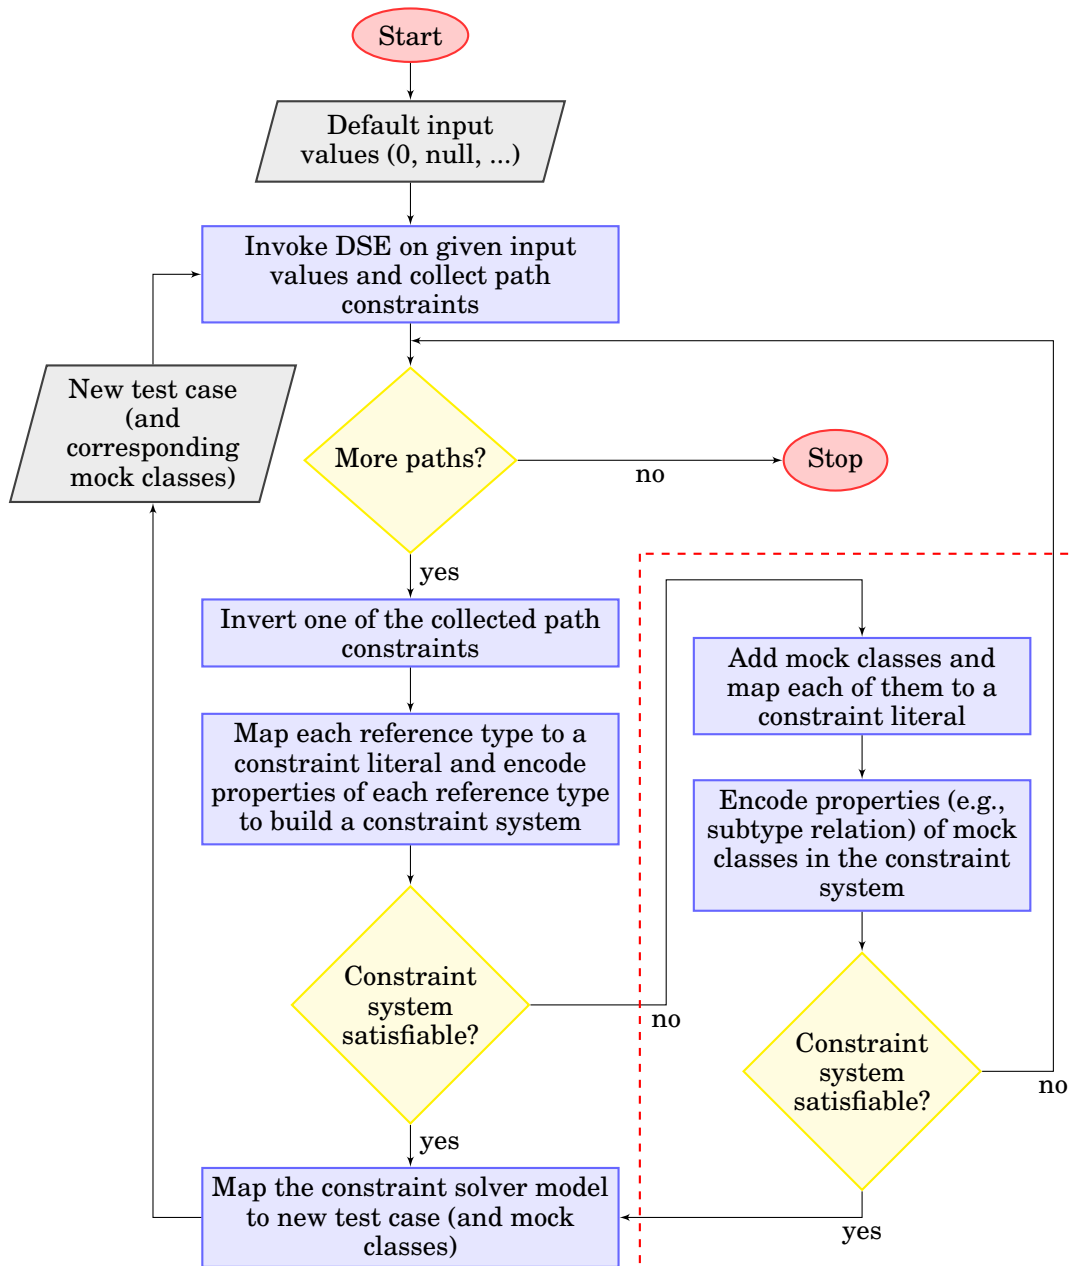 Start
Default input
values (0, null, ...)
Invoke DSE on given input
values and collect path
constraints
New test case
(and
corresponding
mock classes)
More paths?
no
Stop
yes
Invert one of the collected path
constraints
Map each reference type to a
constraint literal and encode
properties of each reference type
to build a constraint system
Constraint
system
satisfiable?
no
yes
Map the constraint solver model
to new test case (and mock
classes)
Add mock classes and
map each of them to a
constraint literal
Encode properties (e.g.,
subtype relation) of mock
classes in the constraint
system
Constraint
system
satisfiable?
no
yes